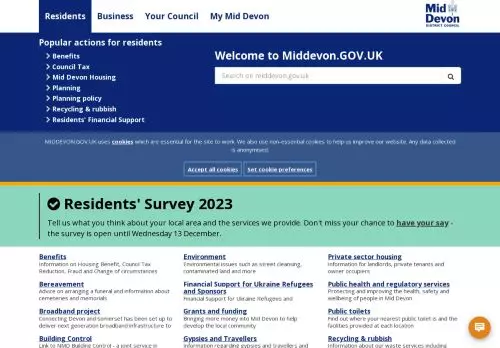 Residents Business Your Council My Mid Devon
Mid Devon
DISTRICT COUNCIL
Popular actions for residents
Benefits
Council Tax
Mid Devon Housing
Planning
Planning policy
Recycling & rubbish
Residents' Financial Support
Welcome to Middevon.GOV.UK
Search on middevon.gov.uk
MIDDEVON.GOV.UK uses cookies which are essential for the site to work. We also use non-essential cookies to help us improve our website. Any data collected
is anonymised.
Accept all cookies Set cookie preferences
Residents' Survey 2023
Tell us what you think about your local area and the services we provide. Don't miss your chance to have your say -
the survey is open until Wednesday 13 December.
Benefits
Information on Housing Benefit, Council Tax
Reduction, Fraud and Change of circumstances
Environment
Environmental issues such as street cleansing,
contaminated land and more
Private sector housing
Information for landlords, private tenants and
owner occupiers
Bereavement
Advice on arranging a funeral and information about
cemeteries and memorials
Financial Support for Ukraine Refugees
and Sponsors
Financial Support for Ukraine Refugees and
Public health and regulatory services
Protecting and improving the health, safety and
wellbeing of people in Mid Devon
Broadband project
Connecting Devon and Somerset has been set up to
deliver next generation broadband infrastructure to
Grants and funding
Bringing more money into Mid Devon to help
develop the local community
Public toilets
Find out where your nearest public toilet is and the
facilities provided at each location
Building Control
Link to NMD Building Control - a joint service in
Gypsies and Travellers
Information regarding gypsies and travellers and
Recycling & rubbish
Information about our waste services including